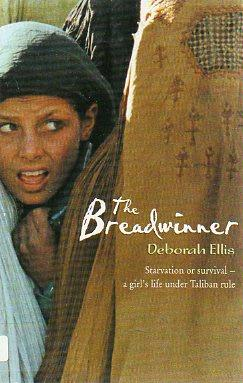 The
Breadwinner
Deborah Ellis
Starvation or survival –
a girl's life under Taliban rule